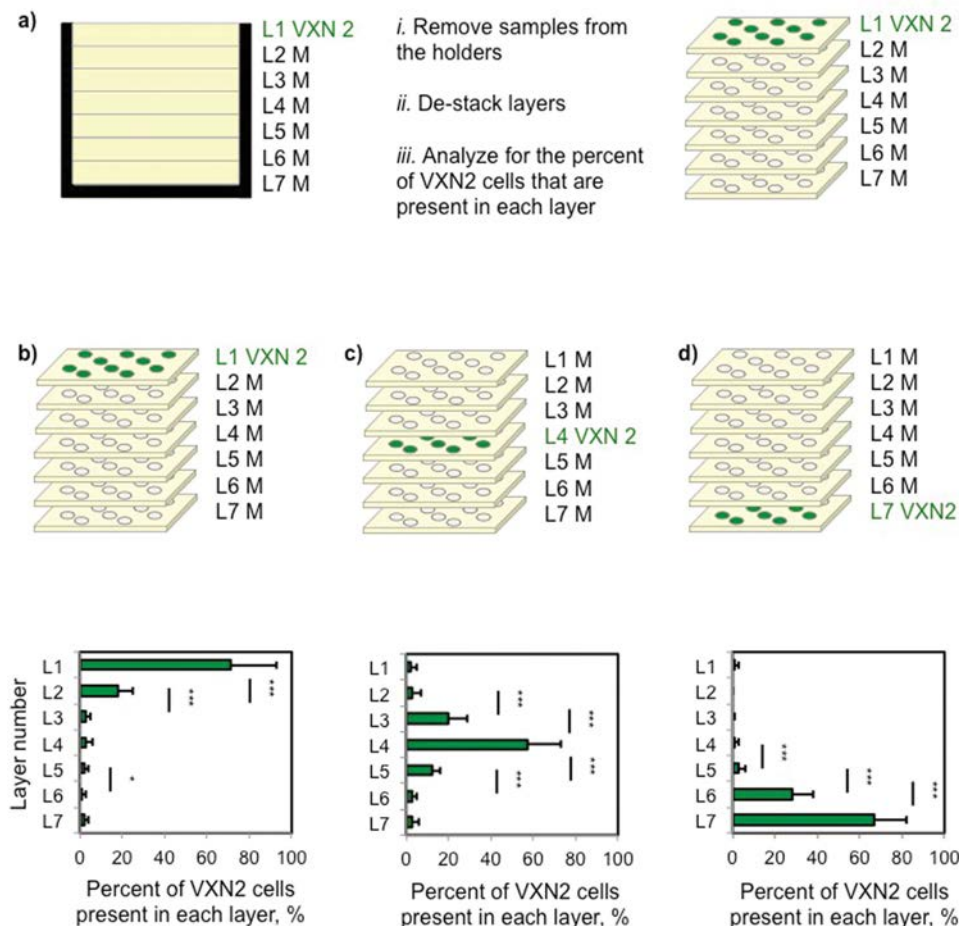 a)
L1 VXN 2
L2 M
L3 M
L4 M
L5 M
L6 M
L7 M
i. Remove samples from
the holders
ii. De-stack layers
iii. Analyze for the percent
of VXN2 cells that are
present in each layer
L1 VXN 2
L2 M
L3 M
L4 M
L5 M
L6 M
L7 M
b)
L1 VXN 2
L2 M
L3 M
L4 M
L5 M
L6 M
L7 M
c)
L1 M
L2 M
L3 M
L4 VXN 2
L5 M
L6 M
L7 M
d)
L1 M
L2 M
L3 M
L4 M
L5 M
L6 M
L7 VXN2
Layer number
L1
L2
L3
L4
L5
L6
L7
*** ***
*
0 20 40 60 80 100
Percent of VXN2 cells
present in each layer, %
L1
L2
L3
L4
L5
L6
L7
*** ***
*** ***
0 20 40 60 80 100
Percent of VXN2 cells
present in each layer, %
L1
L2
L3
L4
L5
L6
L7
*** *** ***
0 20 40 60 80 100
Percent of VXN2 cells
present in each layer, %